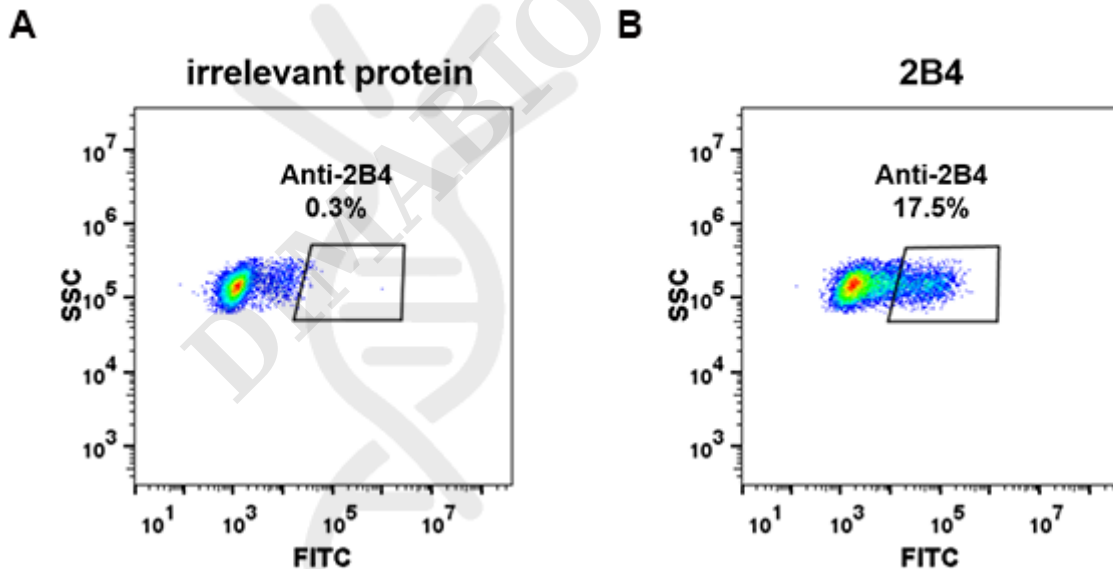 A
irrelevant protein
10^7
Anti-2B4
0.3%
10^6
SSC
10^5
10^4
10^3
10^1 10^3 10^5 10^7
FITC
B
2B4
10^7
Anti-2B4
17.5%
10^6
SSC
10^5
10^4
10^3
10^1 10^3 10^5 10^7
FITC
DIMABIO